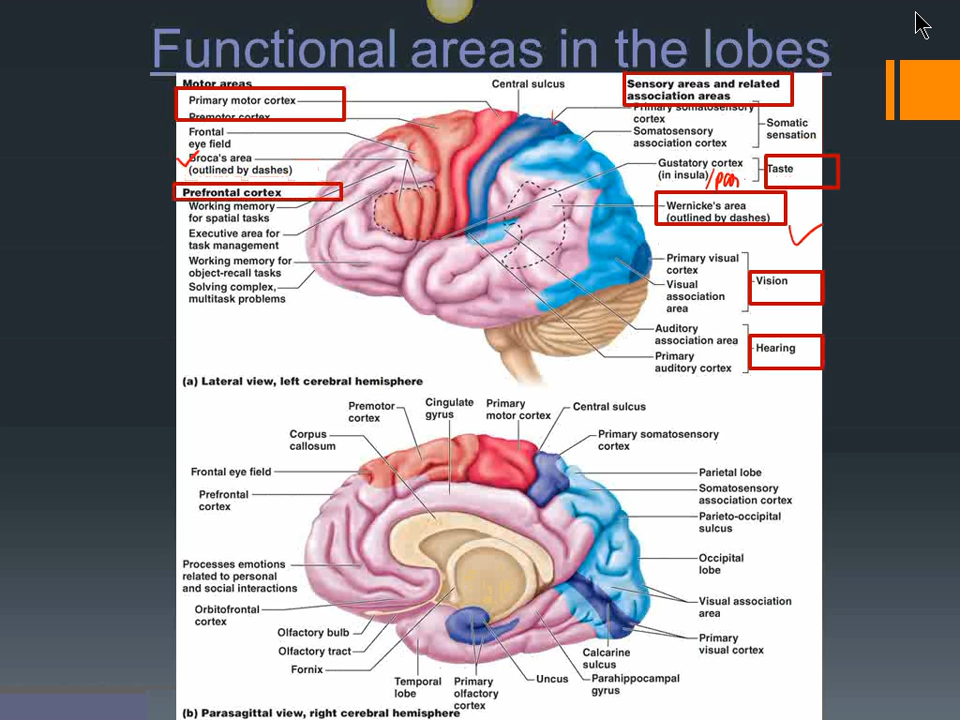 Functional areas in the lobes
Motor areas
Primary motor cortex
Premotor cortex
Frontal
eye field
Broca's area
(outlined by dashes)
Prefrontal cortex
Working memory
for spatial tasks
Executive area for
task management
Working memory for
object-recall tasks
Solving complex,
multitask problems
Central sulcus
Sensory areas and related
association areas
Primary somatosensory
cortex
Somatosensory
association cortex
Somatic
sensation
Gustatory cortex
(in insula)
Taste
Wernicke's area
(outlined by dashes)
Primary visual
cortex
Visual
association
area
Vision
Auditory
association area
Primary
auditory cortex
Hearing
(a) Lateral view, left cerebral hemisphere
Premotor
cortex
Cingulate
gyrus
Primary
motor cortex
Central sulcus
Corpus
callosum
Primary somatosensory
cortex
Frontal eye field
Prefrontal
cortex
Parietal lobe
Somatosensory
association cortex
Parieto-occipital
sulcus
Occipital
lobe
Processes emotions
related to personal
and social interactions
Visual association
area
Orbitofrontal
cortex
Olfactory bulb
Olfactory tract
Fornix
Primary
visual cortex
Temporal
lobe
Primary
olfactory
cortex
Uncus
Calcarine
sulcus
Parahippocampal
gyrus
(b) Parasagittal view, right cerebral hemisphere